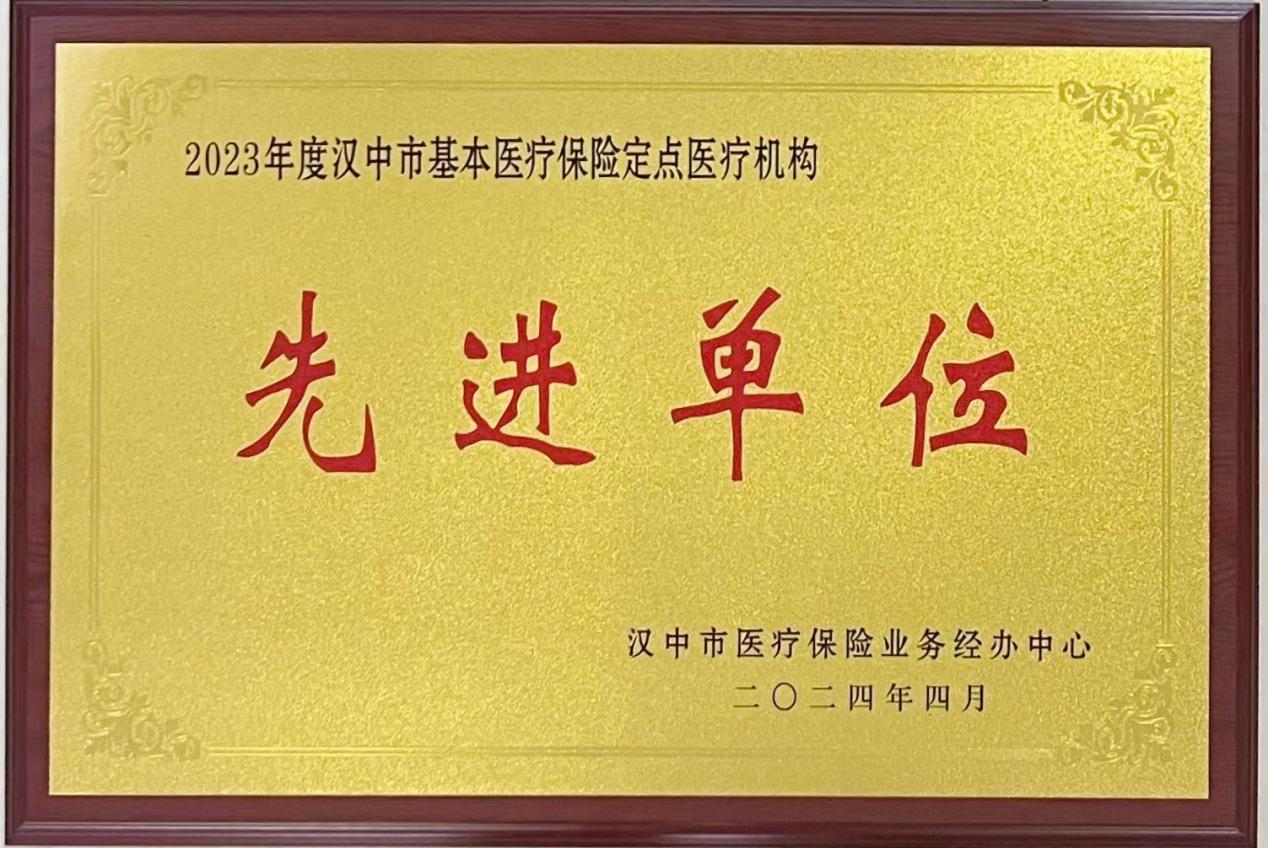 2023年度汉中市基本医疗保险定点医疗机构
先进单位
汉中市医疗保险业务经办中心
二〇二四年四月